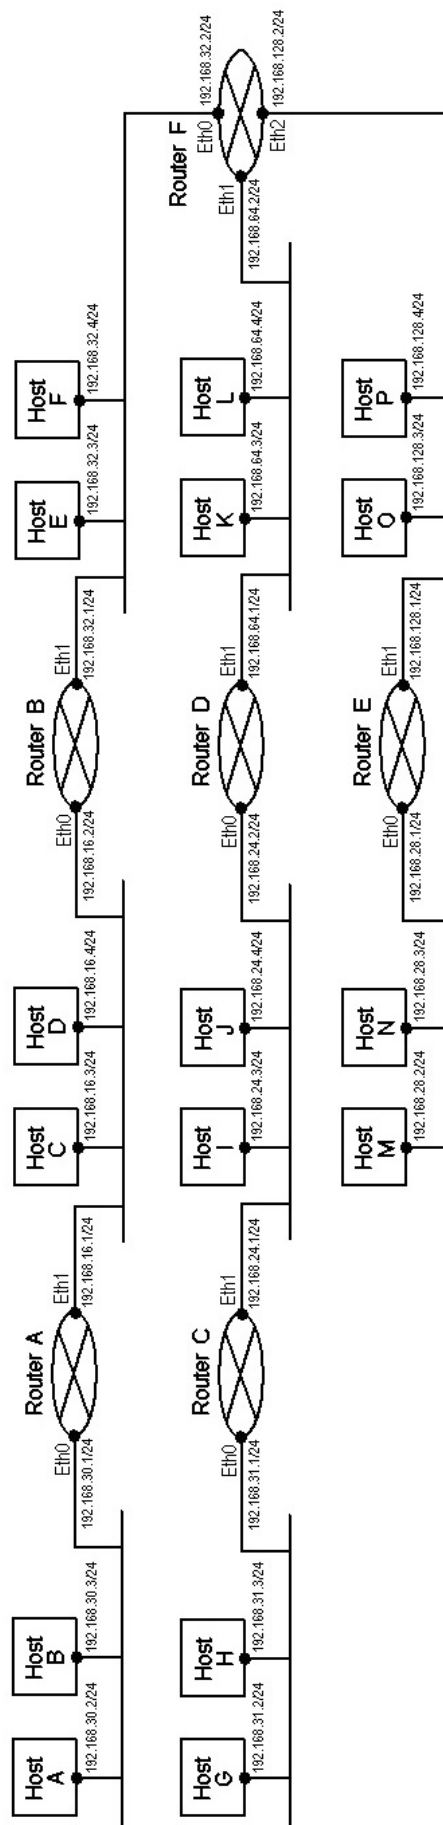 Router A
Router B
Host
A
Host
B
Eth0
Eth1
Host
C
Host
D
Eth0
Eth1
Host
E
Host
F
192.168.30.2/24
192.168.30.3/24
192.168.30.1/24
192.168.16.1/24
192.168.16.3/24
192.168.16.4/24
192.168.16.2/24
192.168.32.1/24
192.168.32.3/24
192.168.32.4/24
Router F
Eth0
192.168.32.2/24
Eth1
192.168.64.2/24
Eth2
192.168.128.2/24
Router C
Router D
Host
G
Host
H
Eth0
Eth1
Host
I
Host
J
Eth0
Eth1
Host
K
Host
L
192.168.31.2/24
192.168.31.3/24
192.168.31.1/24
192.168.24.1/24
192.168.24.3/24
192.168.24.4/24
192.168.24.2/24
192.168.64.1/24
192.168.64.3/24
192.168.64.4/24
Router E
Host
M
Host
N
Eth0
Eth1
Host
O
Host
P
192.168.28.2/24
192.168.28.3/24
192.168.28.1/24
192.168.128.1/24
192.168.128.3/24
192.168.128.4/24